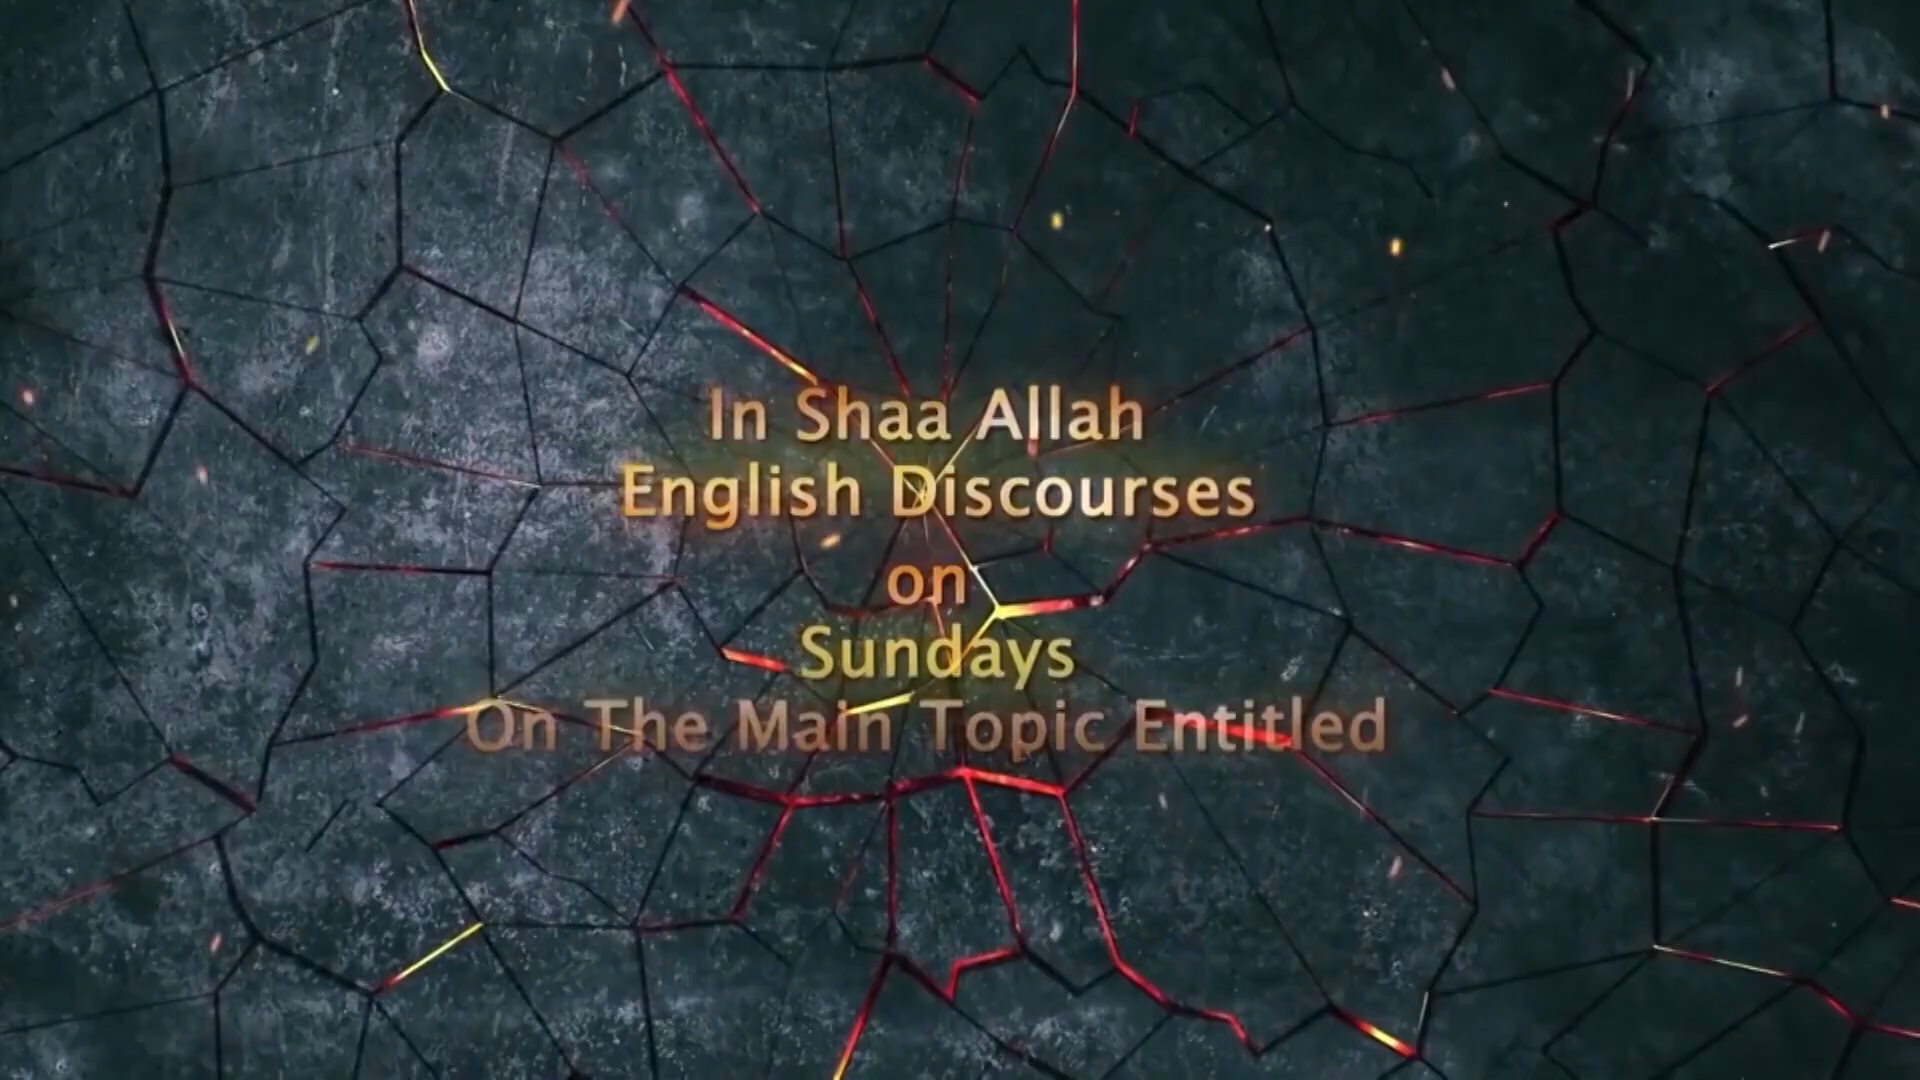 In Shaa Allah
English Discourses
on
Sundays
On The Main Topic Entitled